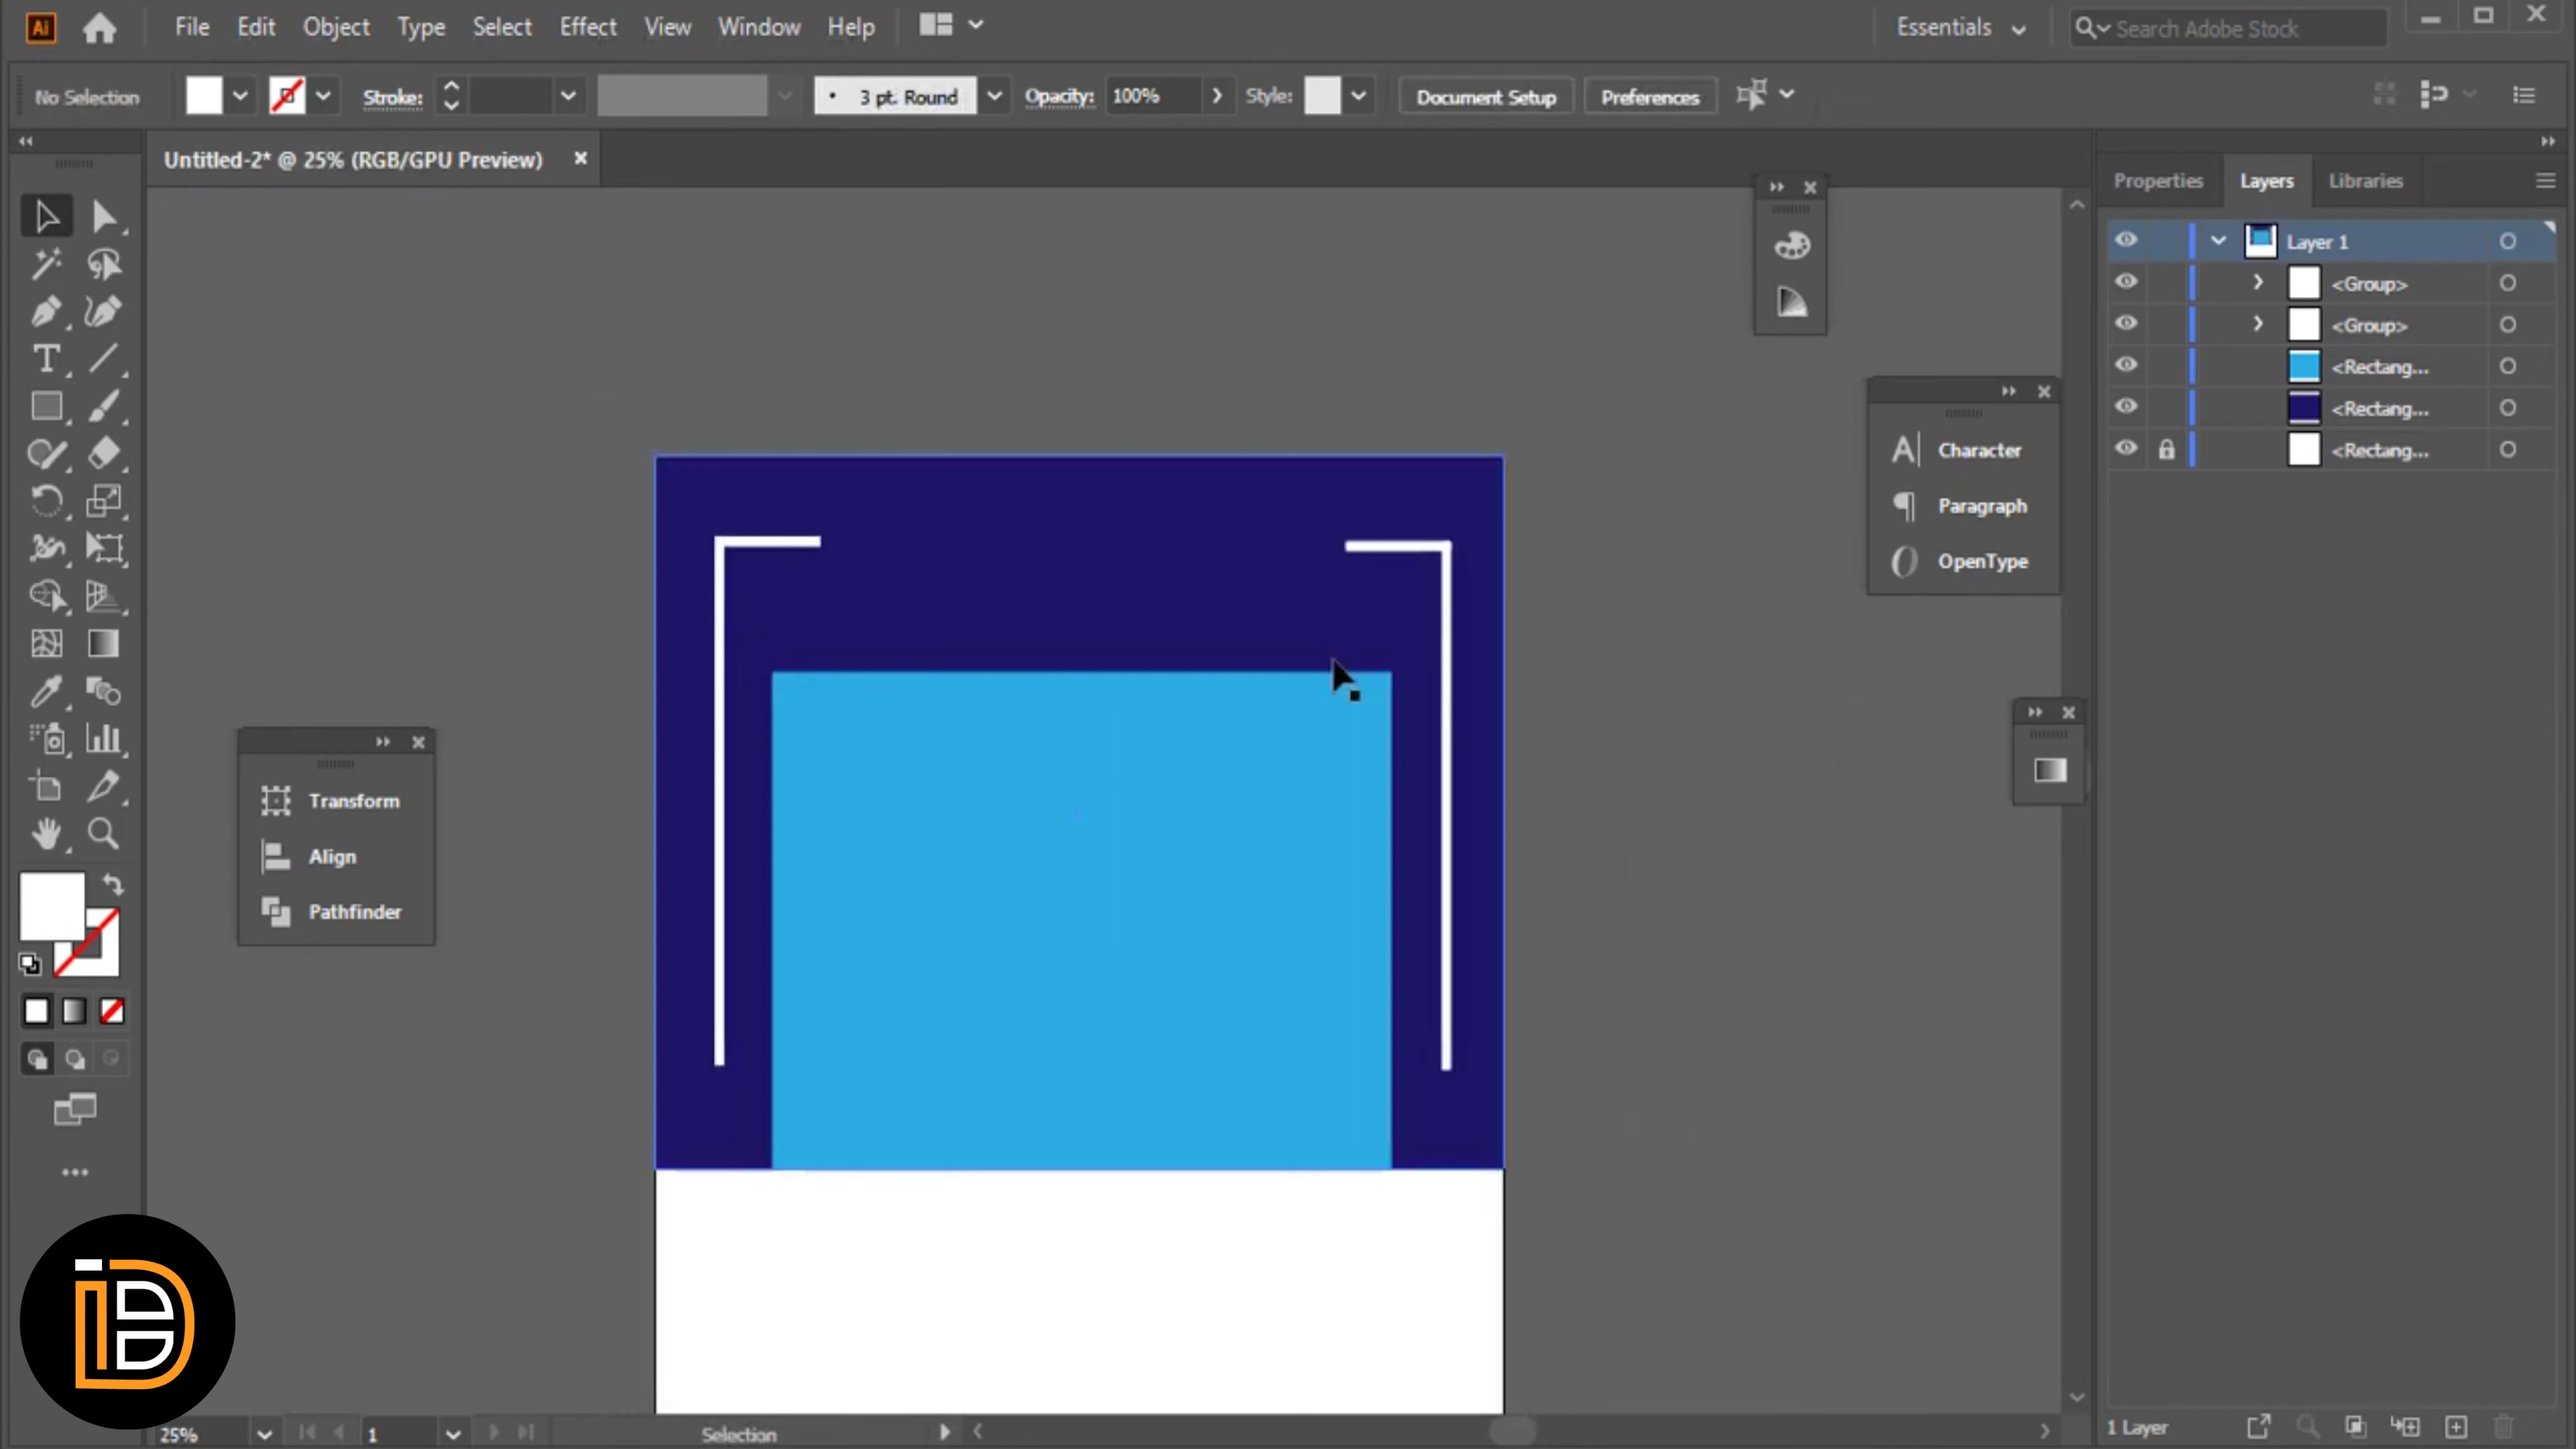 Ai File Edit Object Type Select Effect View Window Help Essentials Search Adobe Stock
No Selection Stroke: 3 pt. Round Opacity: 100% Style: Document Setup Preferences
Untitled-2* @ 25% (RGB/GPU Preview)
Properties Layers Libraries
Layer 1
<Group>
<Group>
<Rectang...
<Rectang...
<Rectang...
Character
Paragraph
OpenType
Transform
Align
Pathfinder
25% 1 Selection
1 Layer